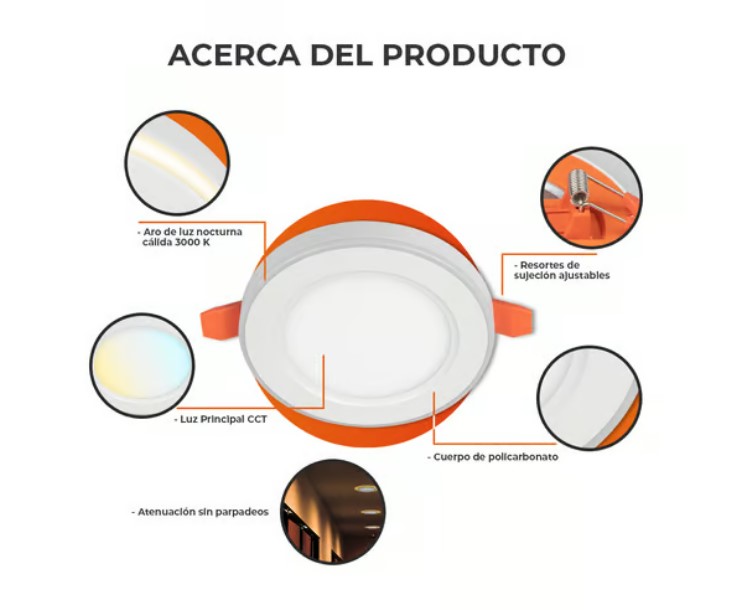 ACERCA DEL PRODUCTO
- Aro de luz nocturna
cálida 3000 K
- Resortes de
sujeción ajustables
- Luz Principal CCT
- Cuerpo de policarbonato
- Atenuación sin parpadeos